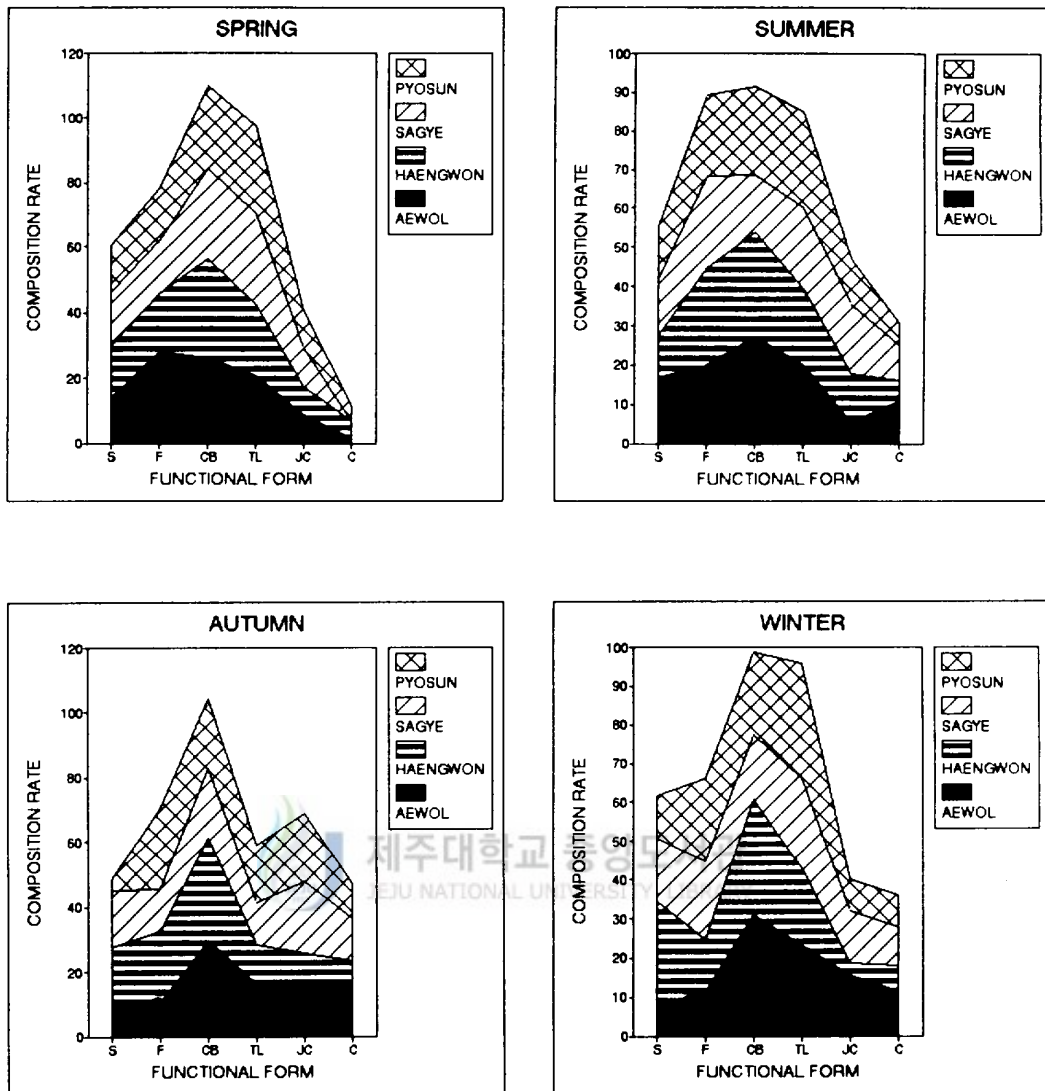 SPRING
120
100
80
60
40
20
0
COMPOSITION RATE
S F CB TL JC C
FUNCTIONAL FORM
PYOSUN
SAGYE
HAENGWON
AEWOL
SUMMER
100
90
80
70
60
50
40
30
20
10
0
COMPOSITION RATE
S F CB TL JC C
FUNCTIONAL FORM
PYOSUN
SAGYE
HAENGWON
AEWOL
AUTUMN
120
100
80
60
40
20
0
COMPOSITION RATE
S F CB TL JC C
FUNCTIONAL FORM
PYOSUN
SAGYE
HAENGWON
AEWOL
WINTER
100
90
80
70
60
50
40
30
20
10
0
COMPOSITION RATE
S F CB TL JC C
FUNCTIONAL FORM
PYOSUN
SAGYE
HAENGWON
AEWOL
제주대학교 중앙도서관
JEJU NATIONAL UNIVERSITY LIBRARY